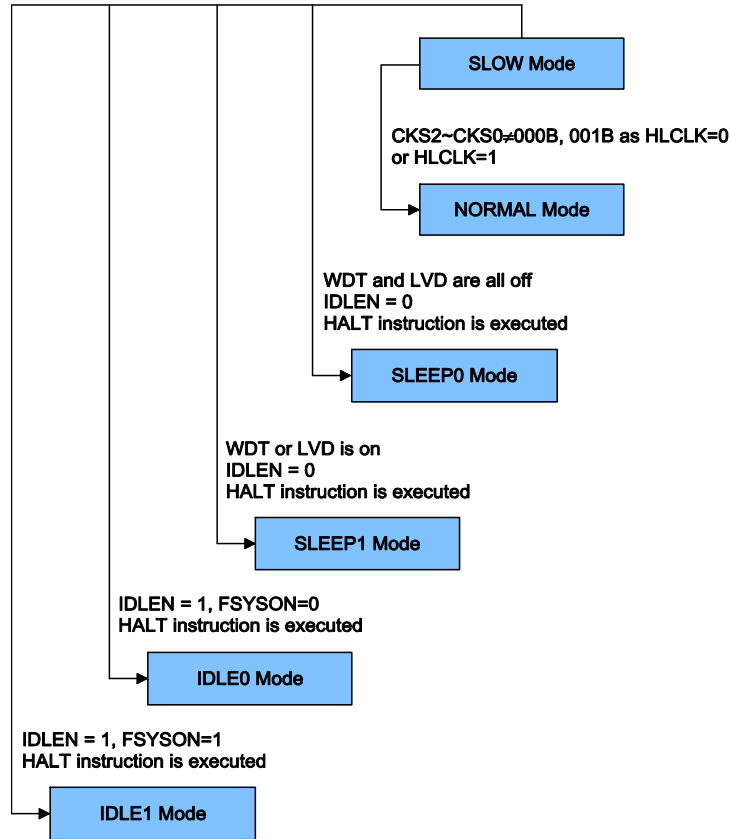 SLOW Mode
CKS2~CKS0≠000B, 001B as HLCLK=0
or HLCLK=1
NORMAL Mode
WDT and LVD are all off
IDLEN = 0
HALT instruction is executed
SLEEP0 Mode
WDT or LVD is on
IDLEN = 0
HALT instruction is executed
SLEEP1 Mode
IDLEN = 1, FSYSON=0
HALT instruction is executed
IDLE0 Mode
IDLEN = 1, FSYSON=1
HALT instruction is executed
IDLE1 Mode